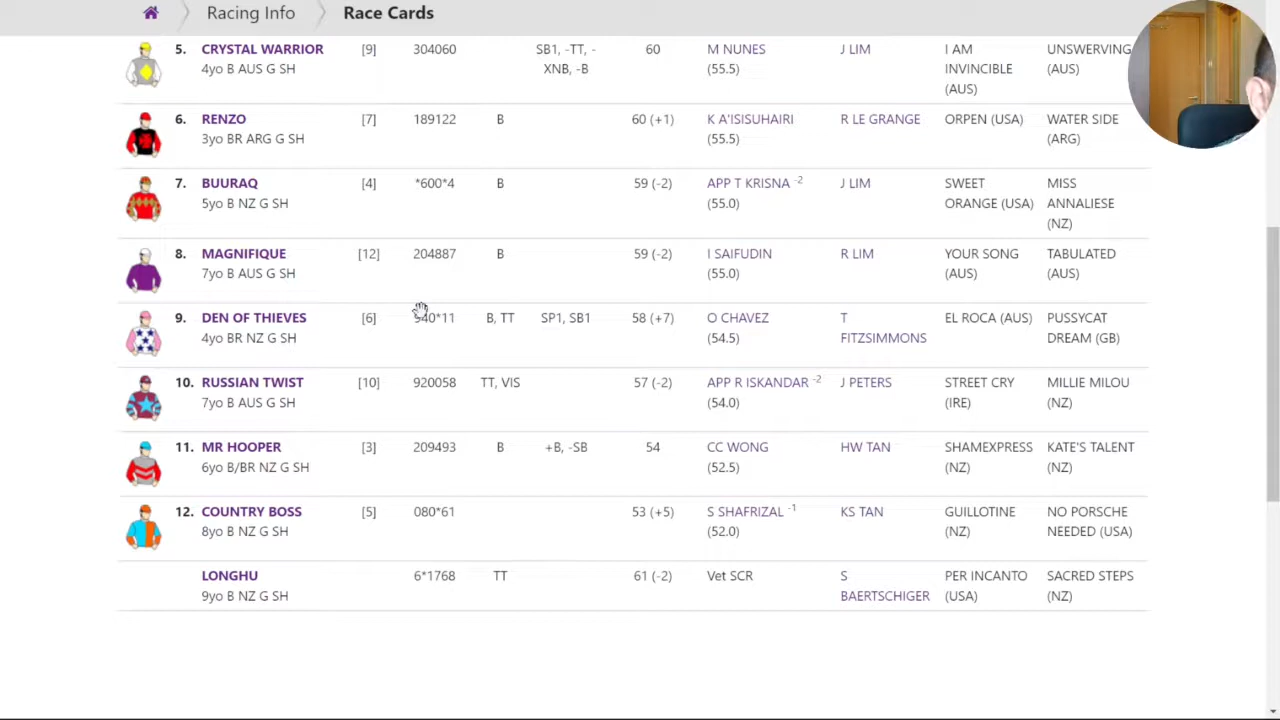 Racing Info Race Cards
5. CRYSTAL WARRIOR [9] 304060 SB1, -TT, - 60 M NUNES J LIM I AM UNSWERVING
4yo B AUS G SH XNB, -B (55.5) INVINCIBLE (AUS)
(AUS)
6. RENZO [7] 189122 B 60 (+1) K A'ISISUHAIRI R LE GRANGE ORPEN (USA) WATER SIDE
3yo BR ARG G SH (55.5) (ARG)
7. BUURAQ [4] *600*4 B 59 (-2) APP T KRISNA -2 J LIM SWEET MISS
5yo B NZ G SH (55.0) ORANGE (USA) ANNALIESE
(NZ)
8. MAGNIFIQUE [12] 204887 B 59 (-2) I SAIFUDIN R LIM YOUR SONG TABULATED
7yo B AUS G SH (55.0) (AUS) (AUS)
9. DEN OF THIEVES [6] 540*11 B, TT SP1, SB1 58 (+7) O CHAVEZ T EL ROCA (AUS) PUSSYCAT
4yo BR NZ G SH (54.5) FITZSIMMONS DREAM (GB)
10. RUSSIAN TWIST [10] 920058 TT, VIS 57 (-2) APP R ISKANDAR -2 J PETERS STREET CRY MILLIE MILOU
7yo B AUS G SH (54.0) (IRE) (NZ)
11. MR HOOPER [3] 209493 B +B, -SB 54 CC WONG HW TAN SHAMEXPRESS KATE'S TALENT
6yo B/BR NZ G SH (52.5) (NZ) (NZ)
12. COUNTRY BOSS [5] 080*61 53 (+5) S SHAFRIZAL -1 KS TAN GUILLOTINE NO PORSCHE
8yo B NZ G SH (52.0) (NZ) NEEDED (USA)
LONGHU 6*1768 TT 61 (-2) Vet SCR S PER INCANTO SACRED STEPS
9yo B NZ G SH BAERTSCHIGER (USA) (NZ)